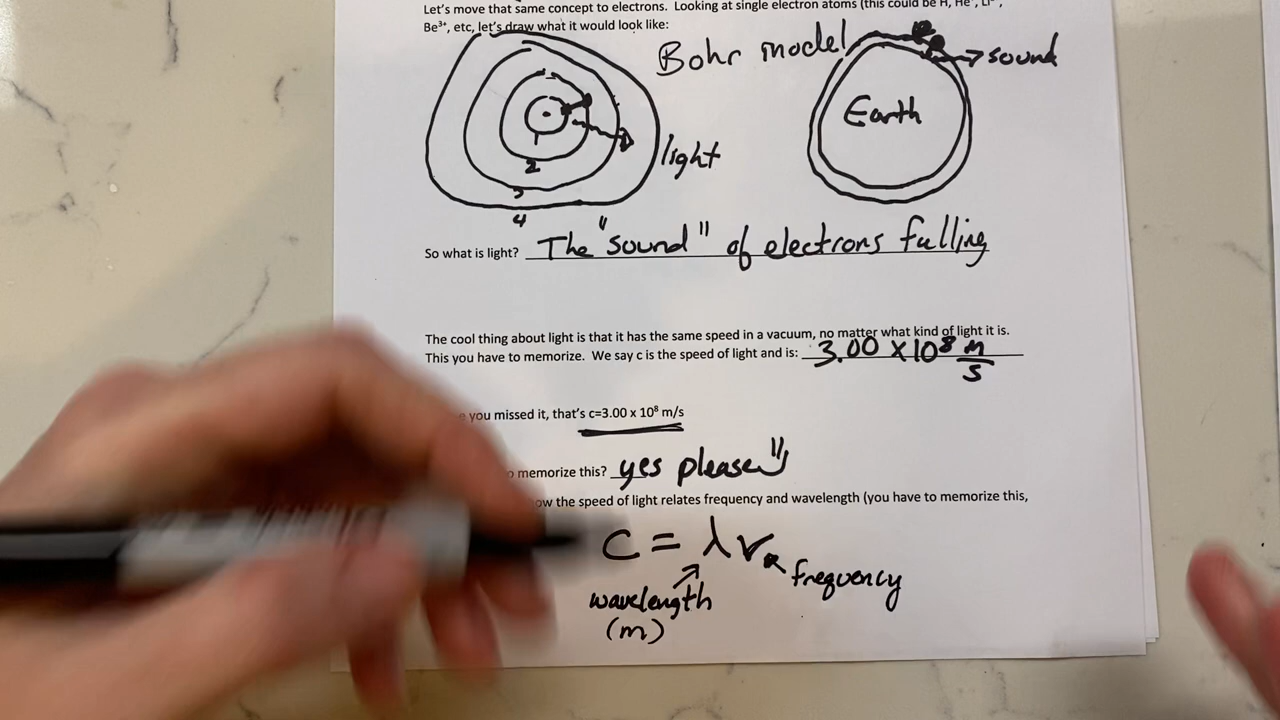 Let's move that same concept to electrons. Looking at single electron atoms (this could be H, He⁺, Li²⁺,
Be³⁺, etc, let's draw what it would look like:
Bohr model
sound
Earth
1
2
3
4
light
So what is light? The "sound" of electrons falling
The cool thing about light is that it has the same speed in a vacuum, no matter what kind of light it is.
This you have to memorize. We say c is the speed of light and is: 3.00 x10⁸ m/s
you missed it, that's c=3.00 x 10⁸ m/s
memorize this? yes please
the speed of light relates frequency and wavelength (you have to memorize this,
c = λν
frequency
wavelength
(m)